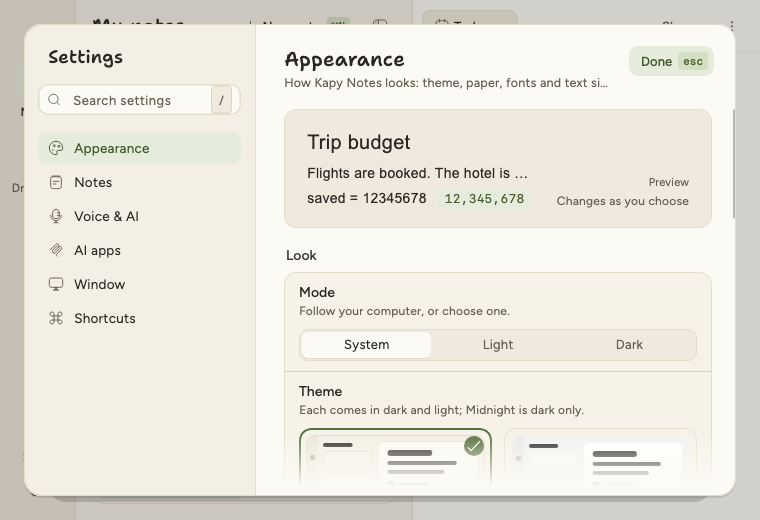 Settings
Search settings
/
Appearance
Notes
Voice & AI
AI apps
Window
Shortcuts
Appearance
How Kapy Notes looks: theme, paper, fonts and text si…
Done esc
Trip budget
Flights are booked. The hotel is …
saved = 12345678 12,345,678
Preview
Changes as you choose
Look
Mode
Follow your computer, or choose one.
System Light Dark
Theme
Each comes in dark and light; Midnight is dark only.